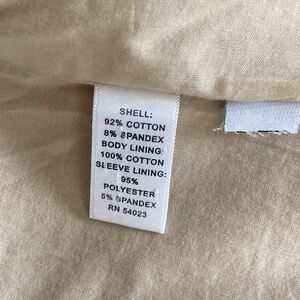 SHELL:
92% COTTON
8% SPANDEX
BODY LINING:
100% COTTON
SLEEVE LINING:
95%
POLYESTER
5% SPANDEX
RN 54023